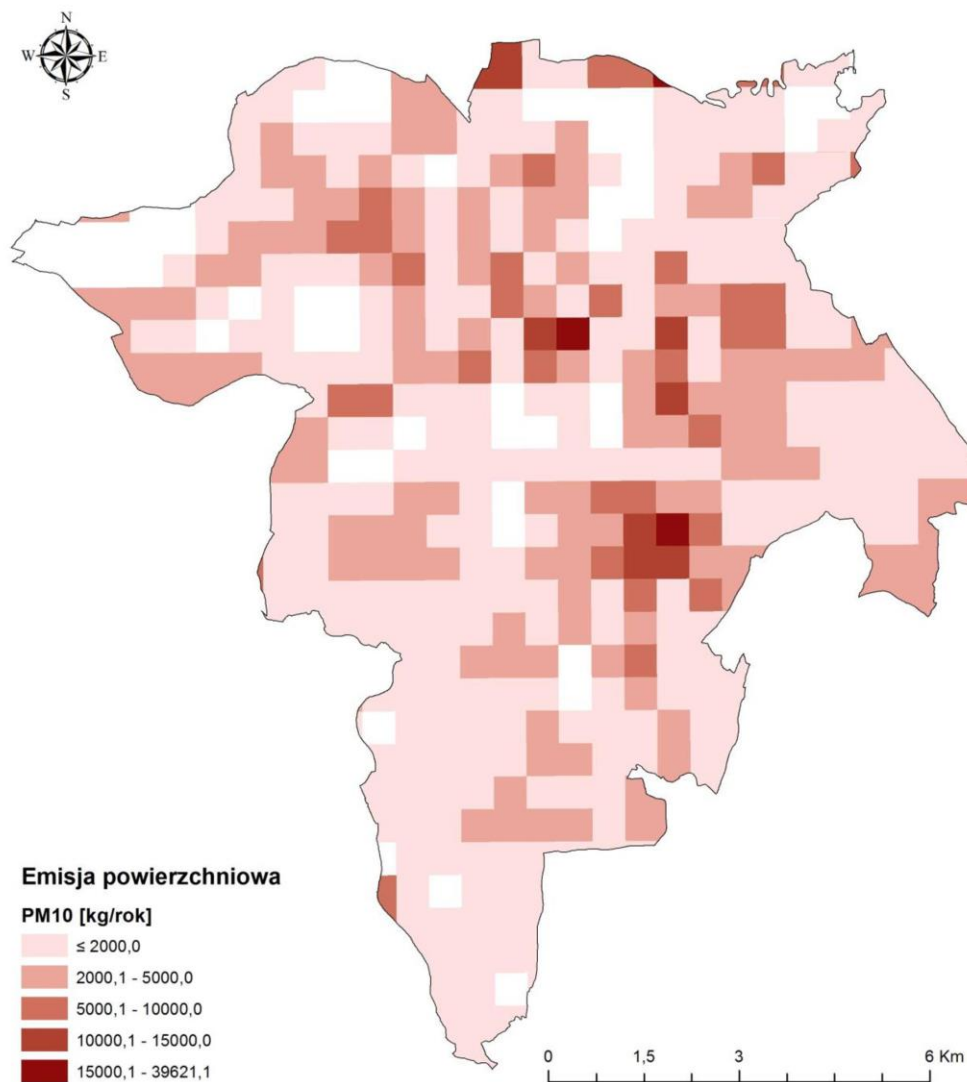 N
W E
S
Emisja powierzchniowa
PM10 [kg/rok]
≤ 2000,0
2000,1 - 5000,0
5000,1 - 10000,0
10000,1 - 15000,0
15000,1 - 39621,1
0 1,5 3 6 Km